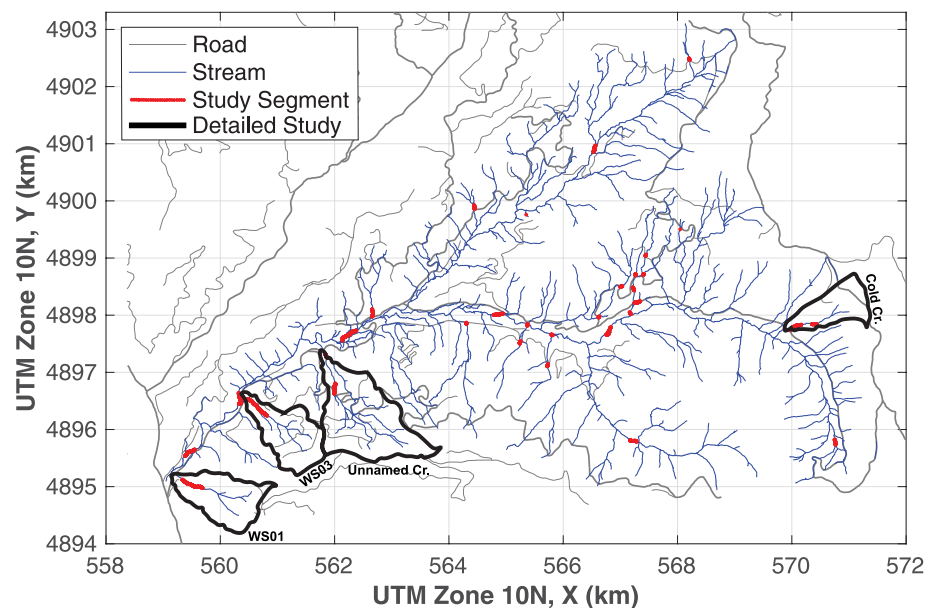 4903
4902
4901
4900
4899
4898
4897
4896
4895
4894
UTM Zone 10N, Y (km)
Road
Stream
Study Segment
Detailed Study
Cold Cr.
WS03
Unnamed Cr.
WS01
558 560 562 564 566 568 570 572
UTM Zone 10N, X (km)